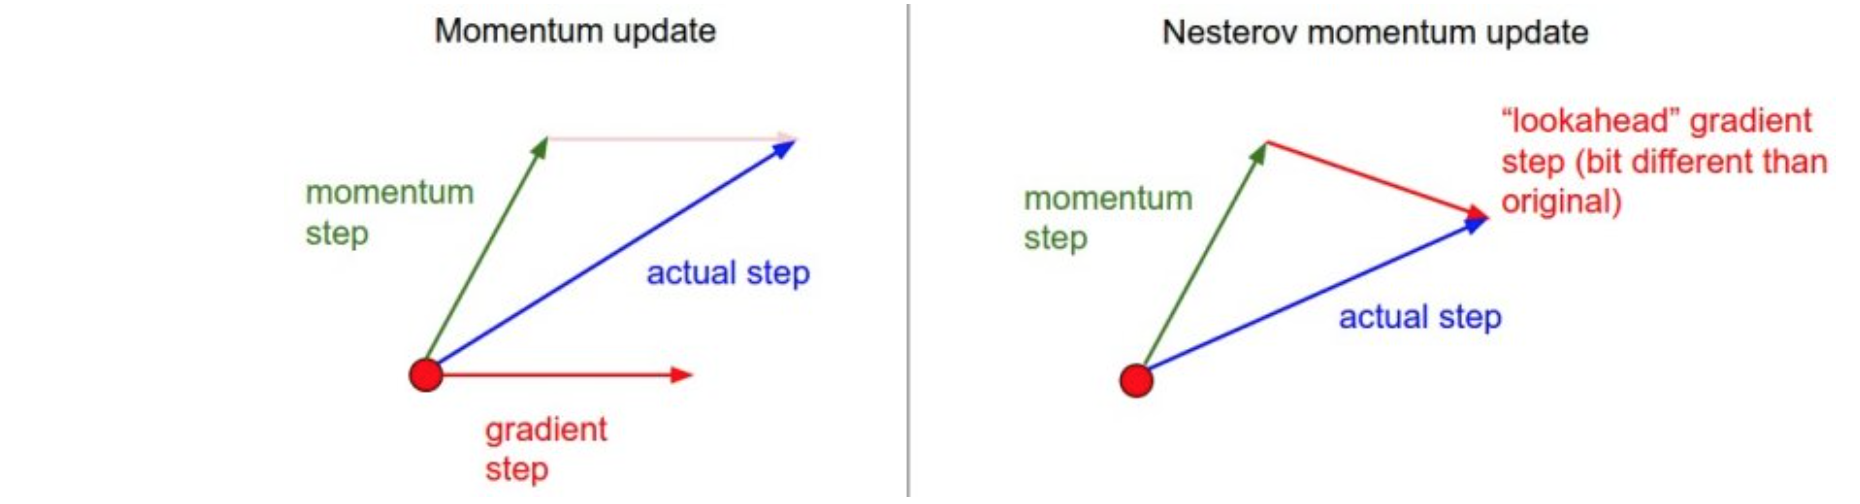 Momentum update
momentum
step
actual step
gradient
step
Nesterov momentum update
“lookahead” gradient
step (bit different than
original)
momentum
step
actual step